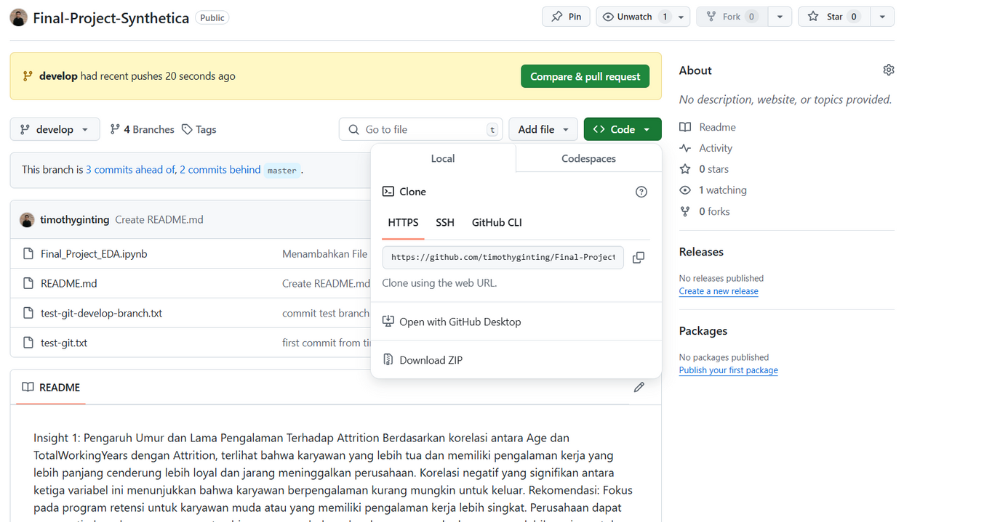 Final-Project-Synthetica Public
Pin Unwatch 1 Fork 0 Star 0
develop had recent pushes 20 seconds ago Compare & pull request
develop 4 Branches Tags Go to file t Add file Code
This branch is 3 commits ahead of, 2 commits behind master .
timothyginting Create README.md
Final_Project_EDA.ipynb Menambahkan File
README.md Create README.md
test-git-develop-branch.txt commit test branch
test-git.txt first commit from
Local Codespaces
Clone
HTTPS SSH GitHub CLI
https://github.com/timothyginting/Final-Project
Clone using the web URL.
Open with GitHub Desktop
Download ZIP
README
Insight 1: Pengaruh Umur dan Lama Pengalaman Terhadap Attrition Berdasarkan korelasi antara Age dan
TotalWorkingYears dengan Attrition, terlihat bahwa karyawan yang lebih tua dan memiliki pengalaman kerja yang
lebih panjang cenderung lebih loyal dan jarang meninggalkan perusahaan. Korelasi negatif yang signifikan antara
ketiga variabel ini menunjukkan bahwa karyawan berpengalaman kurang mungkin untuk keluar. Rekomendasi: Fokus
pada program retensi untuk karyawan muda atau yang memiliki pengalaman kerja lebih singkat. Perusahaan dapat
About
No description, website, or topics provided.
Readme
Activity
0 stars
1 watching
0 forks
Releases
No releases published
Create a new release
Packages
No packages published
Publish your first package